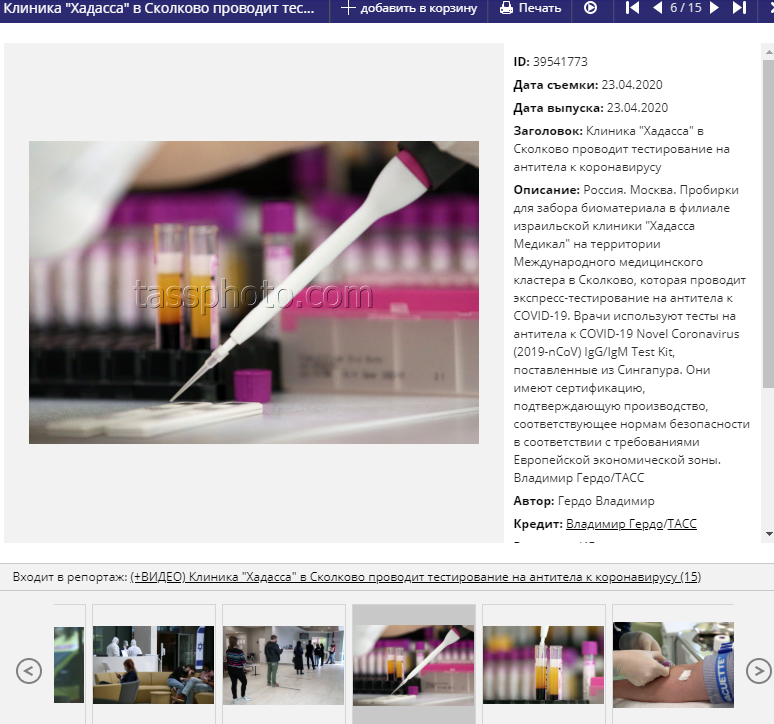 Клиника "Хадасса" в Сколково проводит тес...
добавить в корзину
Печать
6 / 15
ID: 39541773
Дата съемки: 23.04.2020
Дата выпуска: 23.04.2020
Заголовок: Клиника "Хадасса" в
Сколково проводит тестирование на
антитела к коронавирусу
Описание: Россия. Москва. Пробирки
для забора биоматериала в филиале
израильской клиники "Хадасса
Медикал" на территории
Международного медицинского
кластера в Сколково, которая проводит
экспресс-тестирование на антитела к
COVID-19. Врачи используют тесты на
антитела к COVID-19 Novel Coronavirus
(2019-nCoV) IgG/IgM Test Kit,
поставленные из Сингапура. Они
имеют сертификацию,
подтверждающую производство,
соответствующее нормам безопасности
в соответствии с требованиями
Европейской экономической зоны.
Владимир Гердо/ТАСС
Автор: Гердо Владимир
Кредит: Владимир Гердо/ТАСС
tassphoto.com
Входит в репортаж: (+ВИДЕО) Клиника "Хадасса" в Сколково проводит тестирование на антитела к коронавирусу (15)